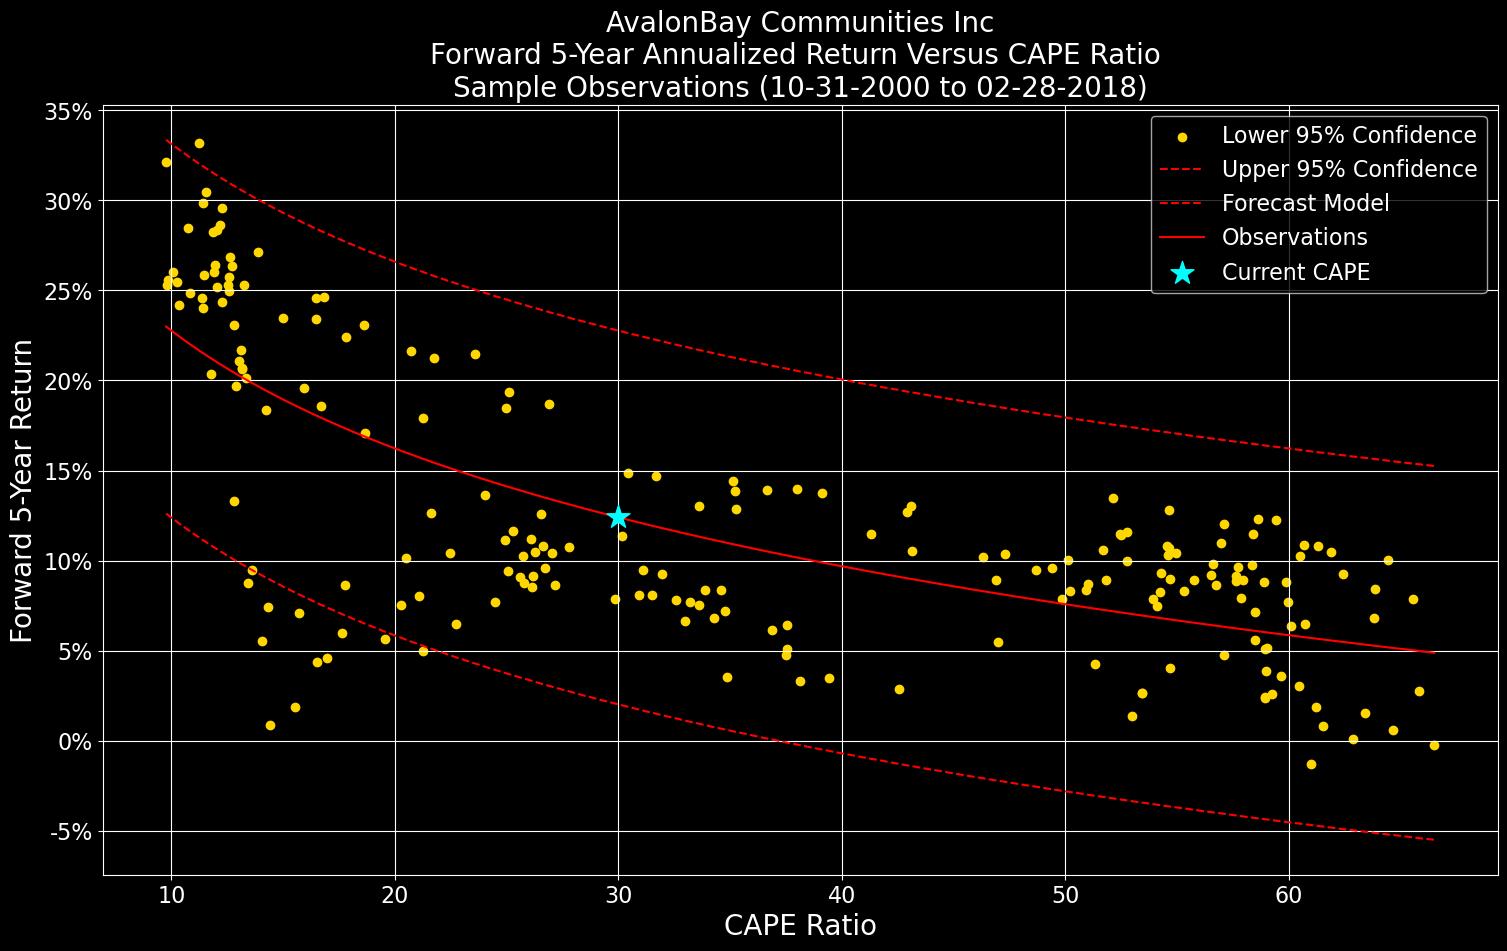 AvalonBay Communities Inc
Forward 5-Year Annualized Return Versus CAPE Ratio
Sample Observations (10-31-2000 to 02-28-2018)
35%
30%
25%
20%
15%
10%
5%
0%
-5%
Forward 5-Year Return
Lower 95% Confidence
Upper 95% Confidence
Forecast Model
Observations
Current CAPE
10 20 30 40 50 60
CAPE Ratio